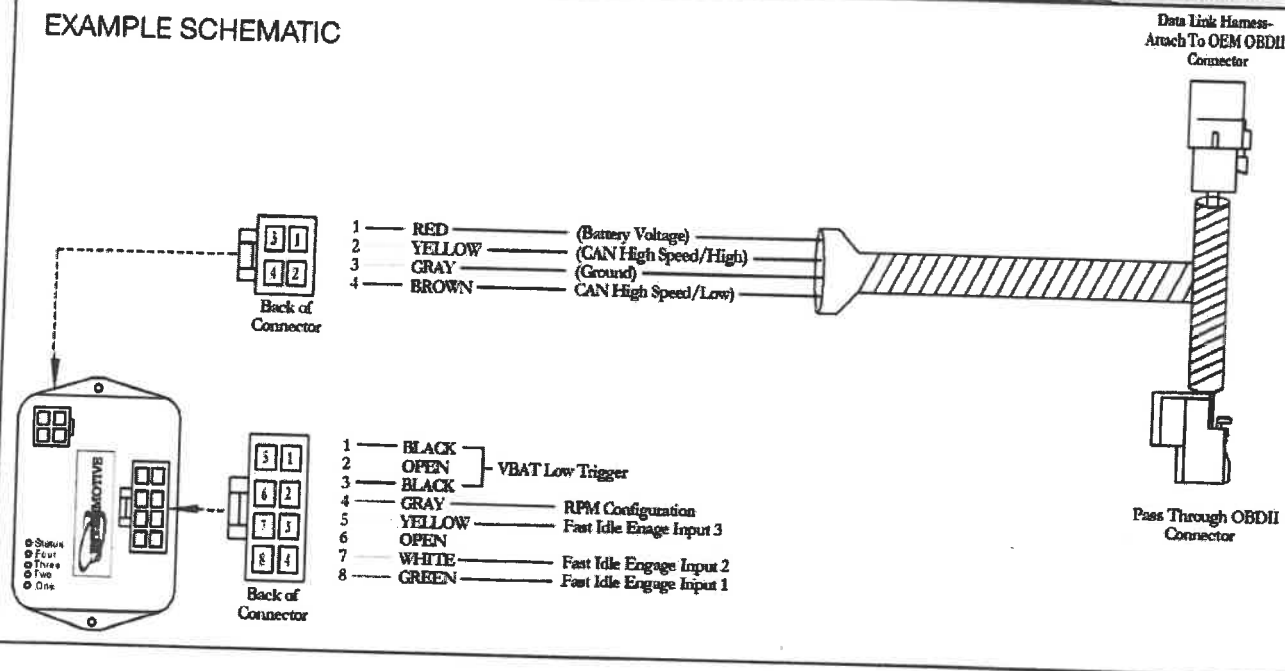 EXAMPLE SCHEMATIC
Data Link Harness-
Attach To OEM OBDII
Connector
3 1
4 2
Back of
Connector
1 RED (Battery Voltage)
2 YELLOW (CAN High Speed/High)
3 GRAY (Ground)
4 BROWN CAN High Speed/Low)
MOTIVE
Status
Four
Three
Two
One
5 1
6 2
7 3
8 4
Back of
Connector
1 BLACK
2 OPEN VBAT Low Trigger
3 BLACK
4 GRAY RPM Configuration
5 YELLOW Fast Idle Enage Input 3
6 OPEN
7 WHITE Fast Idle Engage Input 2
8 GREEN Fast Idle Engage Input 1
Pass Through OBDII
Connector